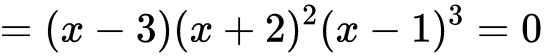 = (x − 3)(x + 2)²(x − 1)³ = 0